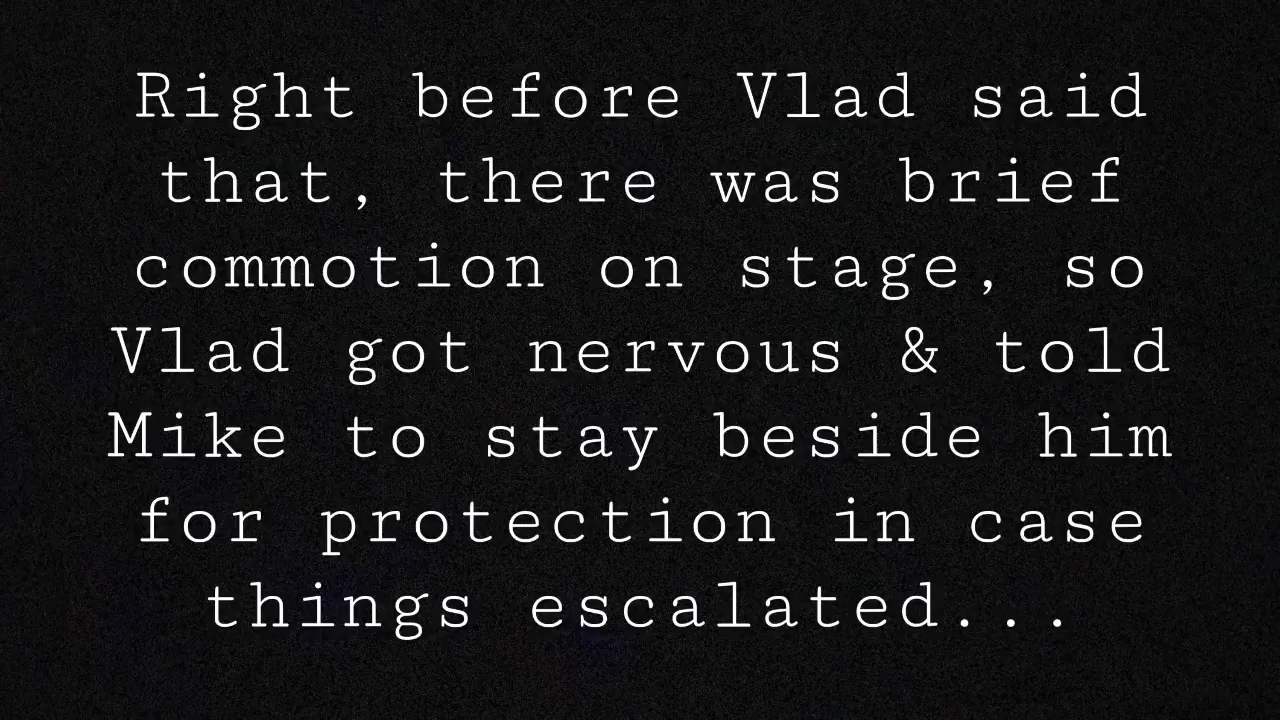 Right before Vlad said
that, there was brief
commotion on stage, so
Vlad got nervous & told
Mike to stay beside him
for protection in case
things escalated...